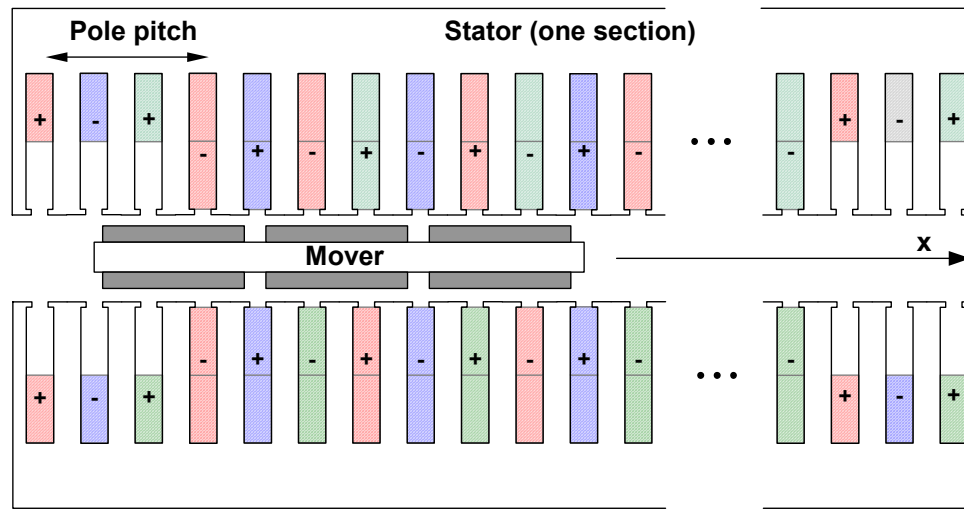 Pole pitch Stator (one section)
+ - + - + - + - + - + - - + - +
Mover x
+ - + - + - + - + - + - - + - +